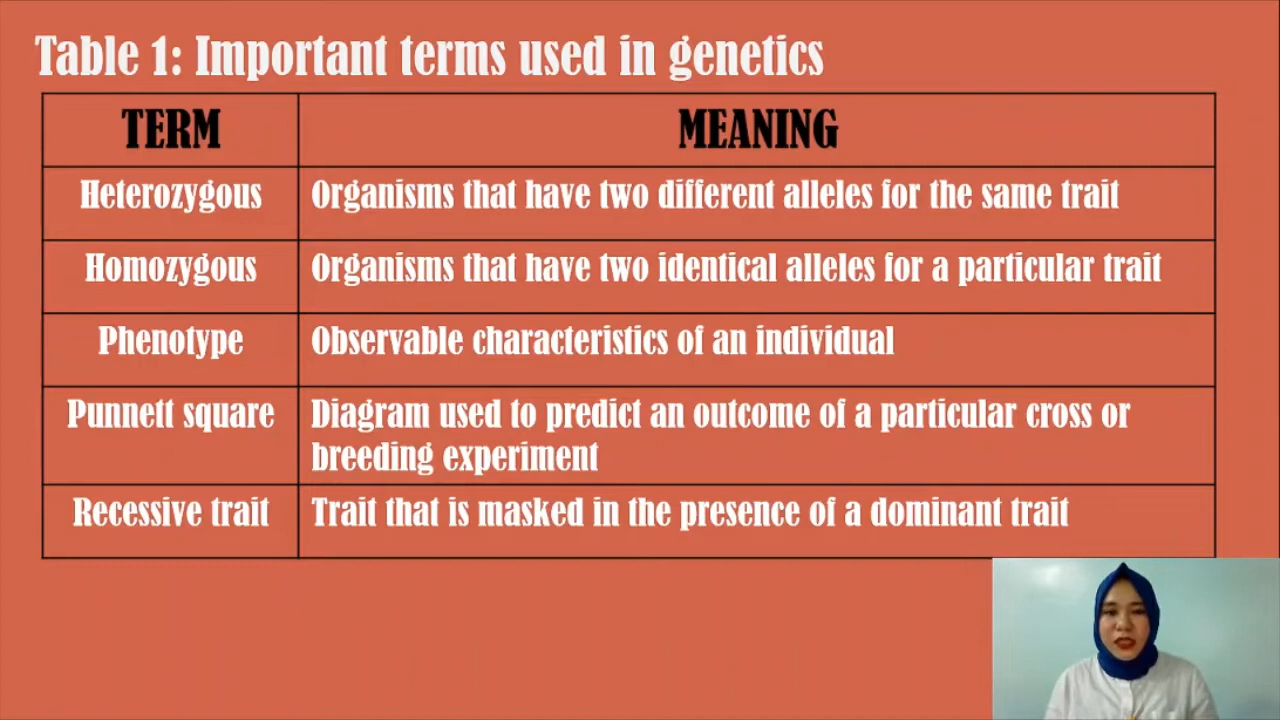 Table 1: Important terms used in genetics
TERM
MEANING
Heterozygous
Organisms that have two different alleles for the same trait
Homozygous
Organisms that have two identical alleles for a particular trait
Phenotype
Observable characteristics of an individual
Punnett square
Diagram used to predict an outcome of a particular cross or
breeding experiment
Recessive trait
Trait that is masked in the presence of a dominant trait